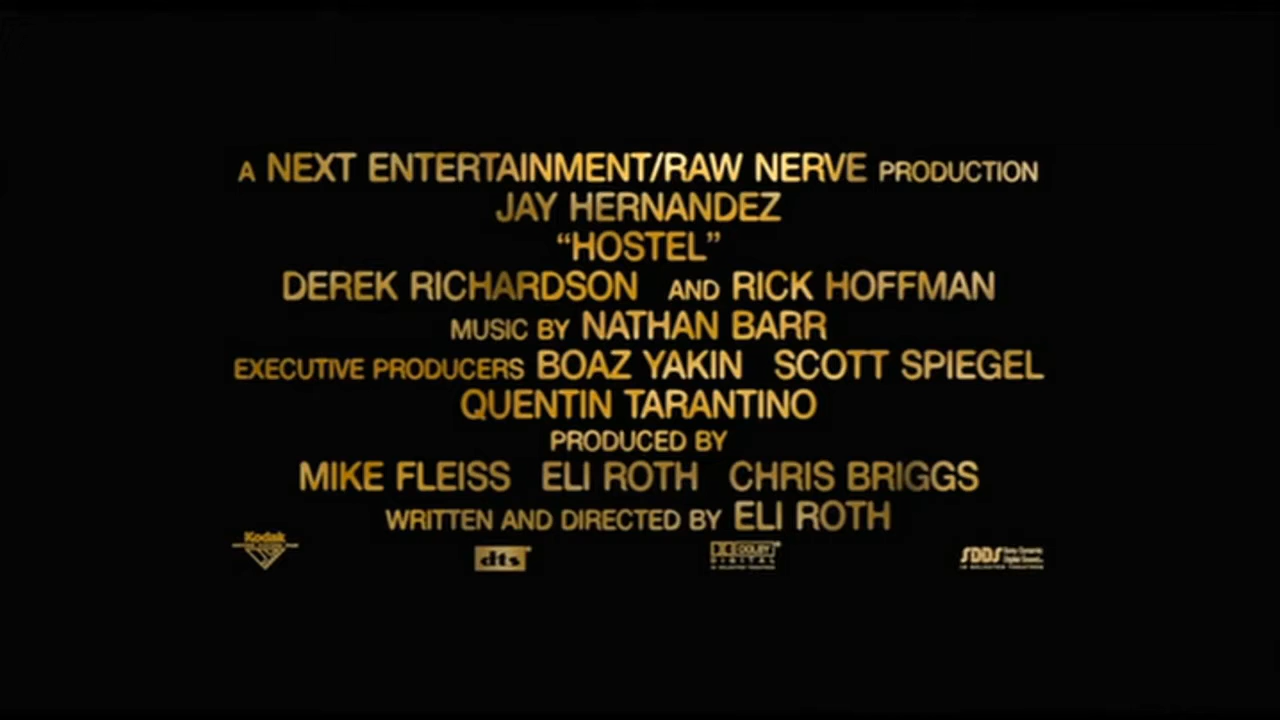 A NEXT ENTERTAINMENT/RAW NERVE PRODUCTION
JAY HERNANDEZ
“HOSTEL”
DEREK RICHARDSON AND RICK HOFFMAN
MUSIC BY NATHAN BARR
EXECUTIVE PRODUCERS BOAZ YAKIN SCOTT SPIEGEL
QUENTIN TARANTINO
PRODUCED BY
MIKE FLEISS ELI ROTH CHRIS BRIGGS
WRITTEN AND DIRECTED BY ELI ROTH
Kodak
dts
DOLBY
DIGITAL
SDDS